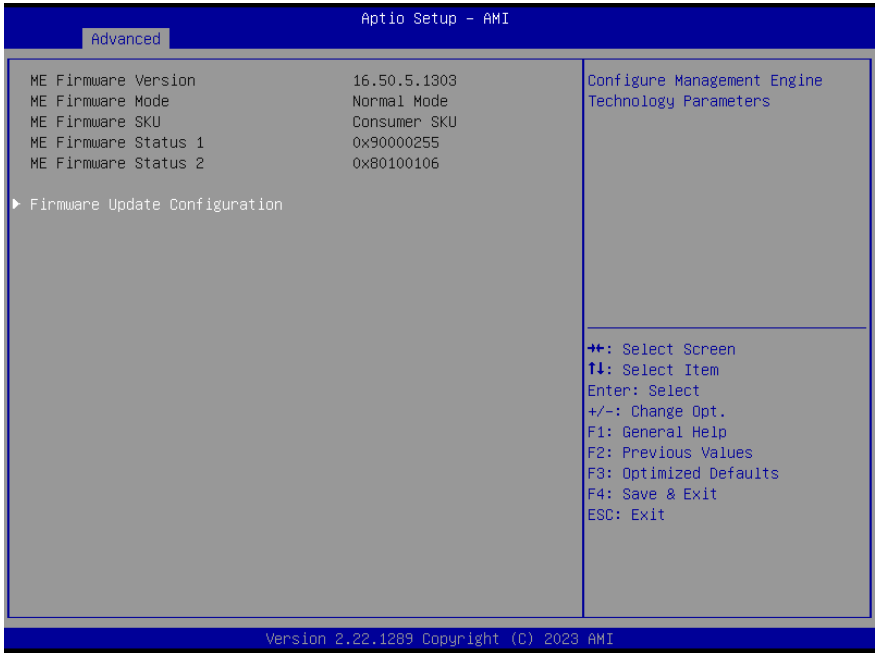 Aptio Setup – AMI
Advanced
ME Firmware Version 16.50.5.1303
ME Firmware Mode Normal Mode
ME Firmware SKU Consumer SKU
ME Firmware Status 1 0x90000255
ME Firmware Status 2 0x80100106
► Firmware Update Configuration
Configure Management Engine
Technology Parameters
→←: Select Screen
↑↓: Select Item
Enter: Select
+/-: Change Opt.
F1: General Help
F2: Previous Values
F3: Optimized Defaults
F4: Save & Exit
ESC: Exit
Version 2.22.1289 Copyright (C) 2023 AMI